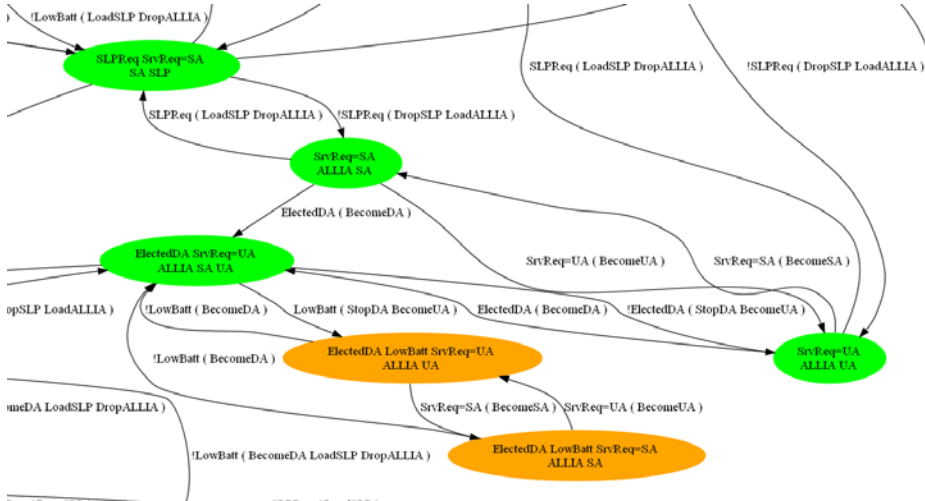 !LowBatt ( LoadSLP DropALLIA )
SLPReq SrvReq=SA
SA SLP
SLPReq ( LoadSLP DropALLIA )
!SLPReq ( DropSLP LoadALLIA )
SLPReq ( LoadSLP DropALLIA )
!SLPReq ( DropSLP LoadALLIA )
SrvReq=SA
ALLIA SA
ElectedDA ( BecomeDA )
ElectedDA SrvReq=UA
ALLIA SA UA
SrvReq=UA ( BecomeUA )
SrvReq=SA ( BecomeSA )
opSLP LoadALLIA )
!LowBatt ( BecomeDA )
LowBatt ( StopDA BecomeUA )
ElectedDA ( BecomeDA )
!ElectedDA ( StopDA BecomeUA )
!LowBatt ( BecomeDA )
ElectedDA LowBatt SrvReq=UA
ALLIA UA
SrvReq=UA
ALLIA UA
omeDA LoadSLP DropALLIA )
SrvReq=SA ( BecomeSA )
SrvReq=UA ( BecomeUA )
!LowBatt ( BecomeDA LoadSLP DropALLIA )
ElectedDA LowBatt SrvReq=SA
ALLIA SA